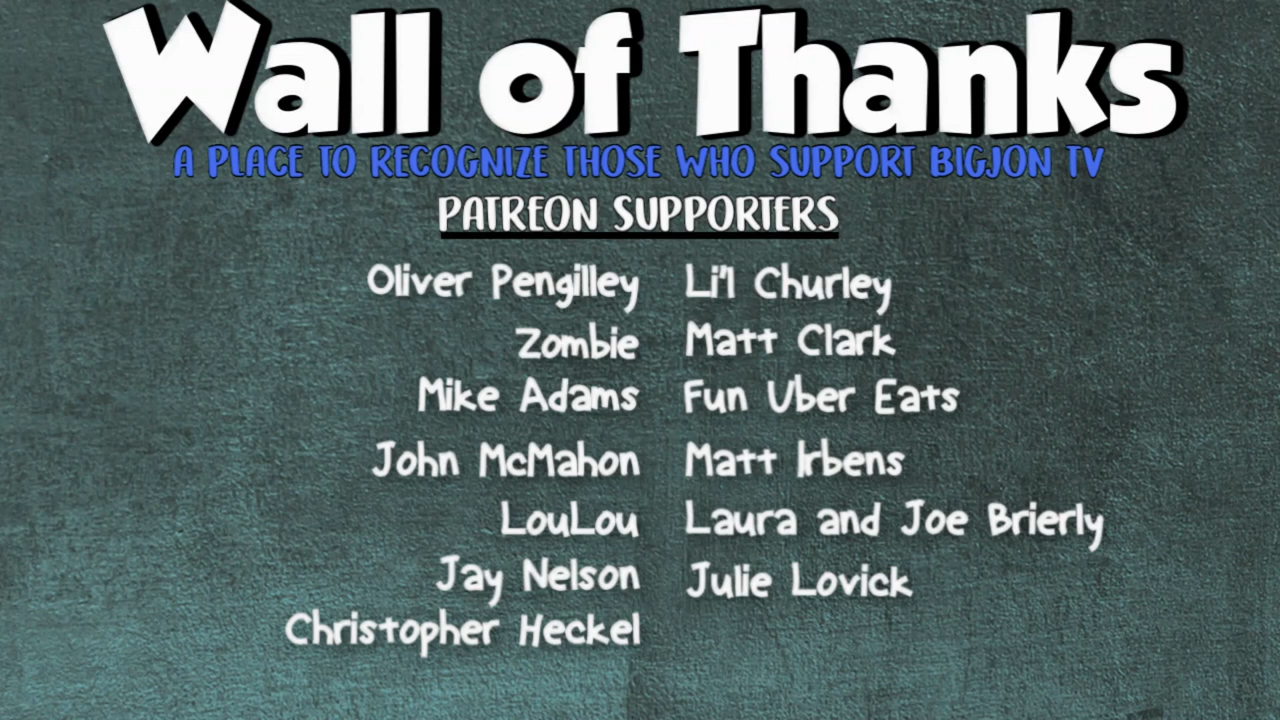 Wall of Thanks
A PLACE TO RECOGNIZE THOSE WHO SUPPORT BIGJON TV
PATREON SUPPORTERS
Oliver Pengilley
Zombie
Mike Adams
John McMahon
LouLou
Jay Nelson
Christopher Heckel
Li'l Churley
Matt Clark
Fun Uber Eats
Matt Irbens
Laura and Joe Brierly
Julie Lovick